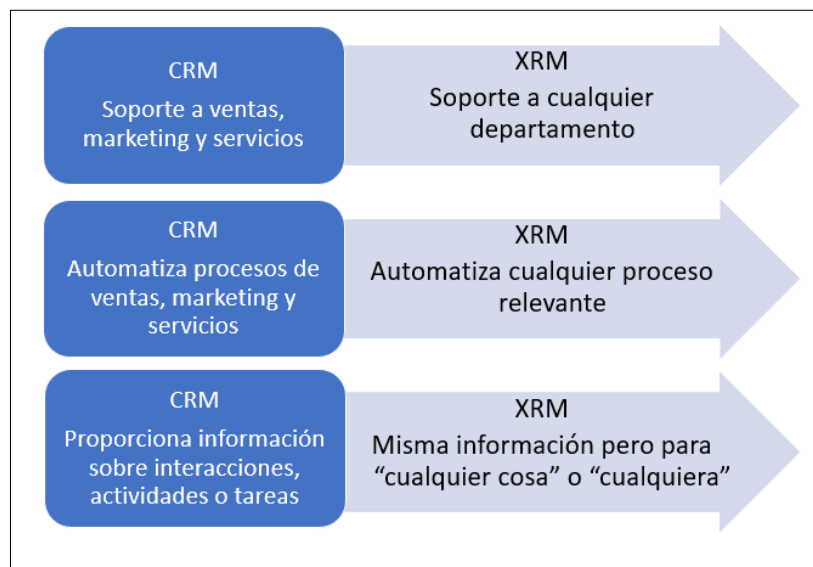 CRM
Soporte a ventas,
marketing y servicios
XRM
Soporte a cualquier
departamento
CRM
Automatiza procesos de
ventas, marketing y
servicios
XRM
Automatiza cualquier proceso
relevante
CRM
Proporciona información
sobre interacciones,
actividades o tareas
XRM
Misma información pero para
“cualquier cosa” o “cualquiera”